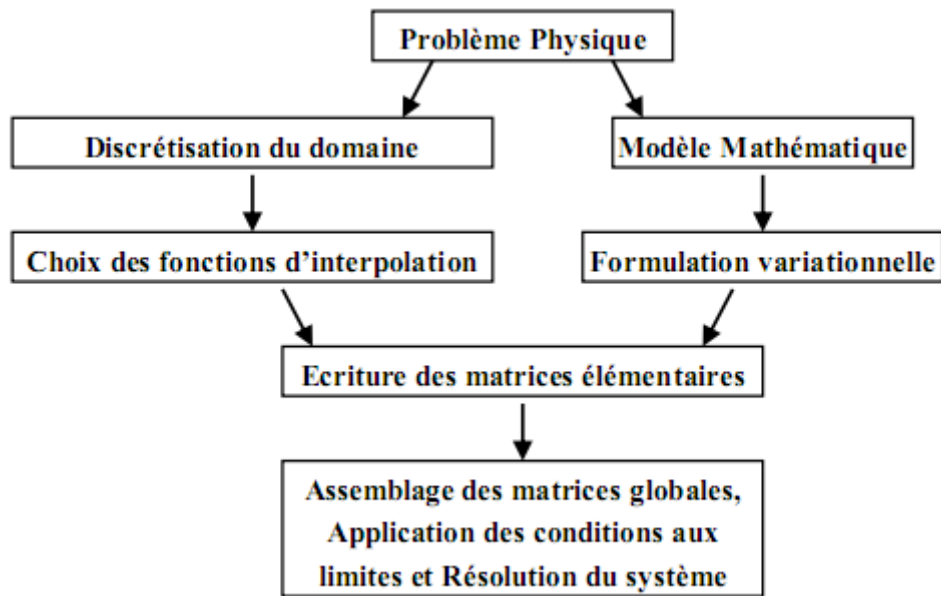 Problème Physique
Discrétisation du domaine
Modèle Mathématique
Choix des fonctions d'interpolation
Formulation variationnelle
Ecriture des matrices élémentaires
Assemblage des matrices globales,
Application des conditions aux
limites et Résolution du système